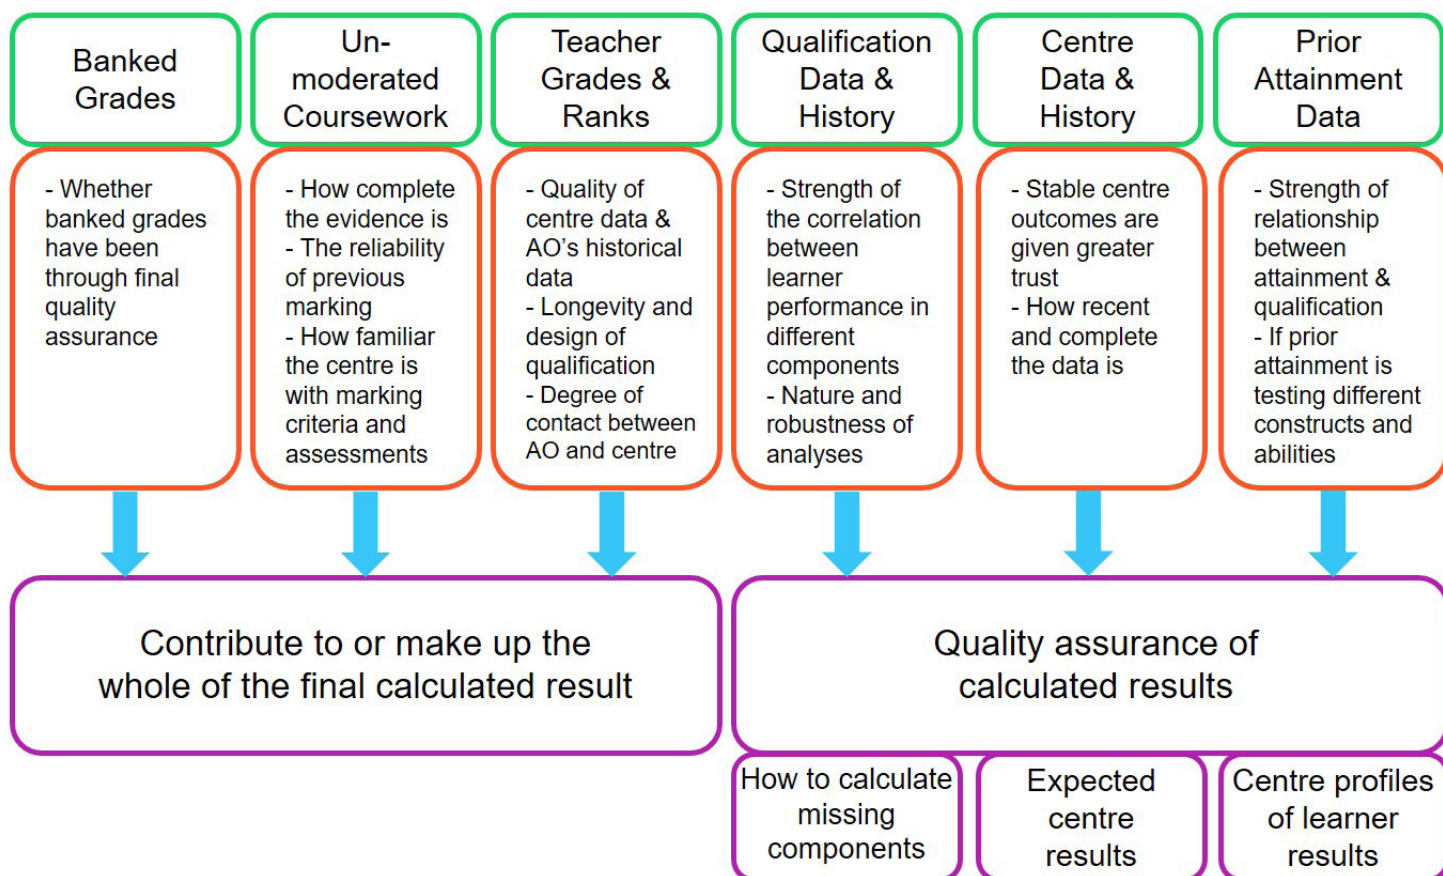 Banked
Grades
Un-
moderated
Coursework
Teacher
Grades &
Ranks
Qualification
Data &
History
Centre
Data &
History
Prior
Attainment
Data
- Whether
banked grades
have been
through final
quality
assurance
- How complete
the evidence is
- The reliability
of previous
marking
- How familiar
the centre is
with marking
criteria and
assessments
- Quality of
centre data &
AO's historical
data
- Longevity and
design of
qualification
- Degree of
contact between
AO and centre
- Strength of
the correlation
between
learner
performance in
different
components
- Nature and
robustness of
analyses
- Stable centre
outcomes are
given greater
trust
- How recent
and complete
the data is
- Strength of
relationship
between
attainment &
qualification
- If prior
attainment is
testing different
constructs and
abilities
Contribute to or make up the
whole of the final calculated result
Quality assurance of
calculated results
How to calculate
missing
components
Expected
centre
results
Centre profiles
of learner
results